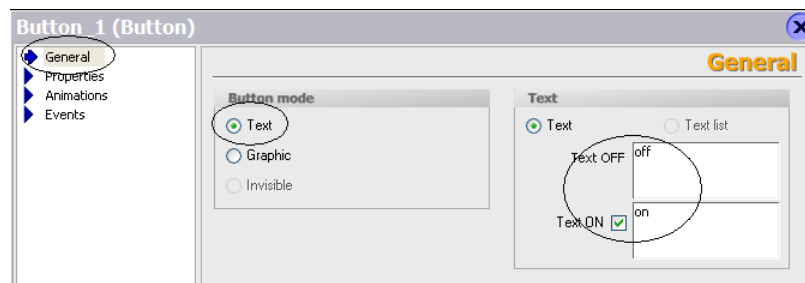 Button_1 (Button)
General
Properties
Animations
Events
General
Button mode
Text
Graphic
Invisible
Text
Text
Text list
Text OFF
off
Text ON
on